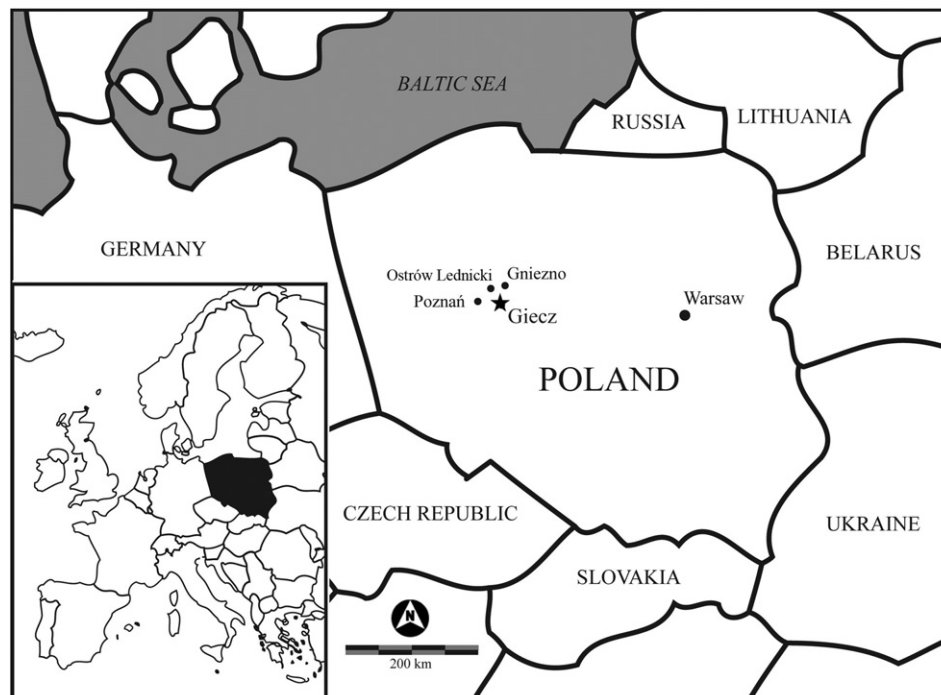 BALTIC SEA
RUSSIA
LITHUANIA
GERMANY
BELARUS
Ostrów Lednicki
Gniezno
Poznań
Giecz
Warsaw
POLAND
CZECH REPUBLIC
UKRAINE
SLOVAKIA
N
200 km